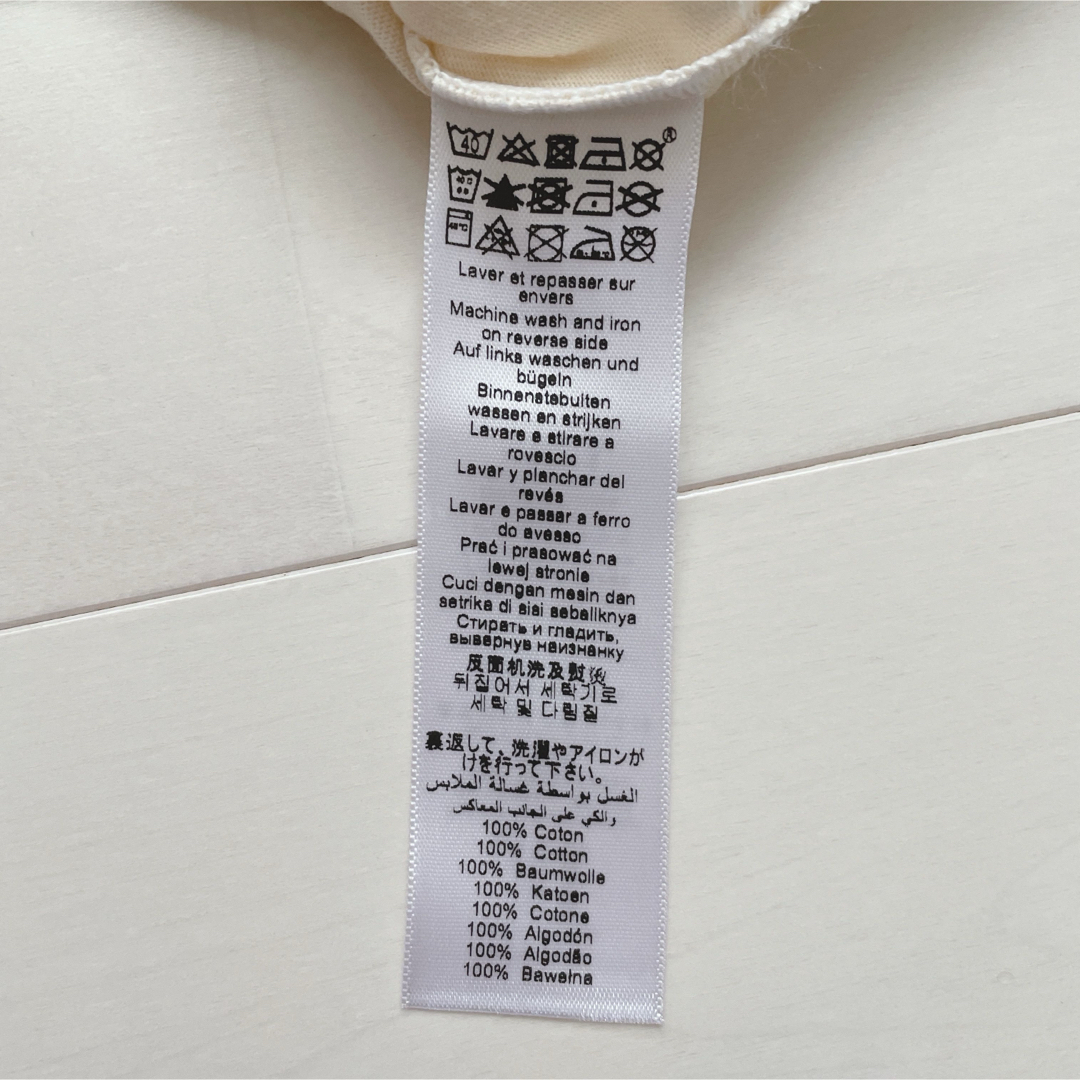 40
®
Laver et repasser sur
envers
Machine wash and iron
on reverse side
Auf links waschen und
bügeln
Binnenstebuiten
wassen en strijken
Lavare e stirare a
rovescio
Lavar y planchar del
revés
Lavar e passar a ferro
do avesso
Prać i prasować na
lewej stronie
Cuci dengan mesin dan
setrika di sisi sebaliknya
Стирать и гладить,
вывернув наизнанку
反面机洗及熨烫
뒤집어서 세탁기로
세탁 및 다림질
裏返して、洗濯やアイロンが
けを行って下さい。
الغسل بواسطة غسالة الملابس
والكي على الجانب المعاكس
100% Coton
100% Cotton
100% Baumwolle
100% Katoen
100% Cotone
100% Algodón
100% Algodão
100% Bawełna